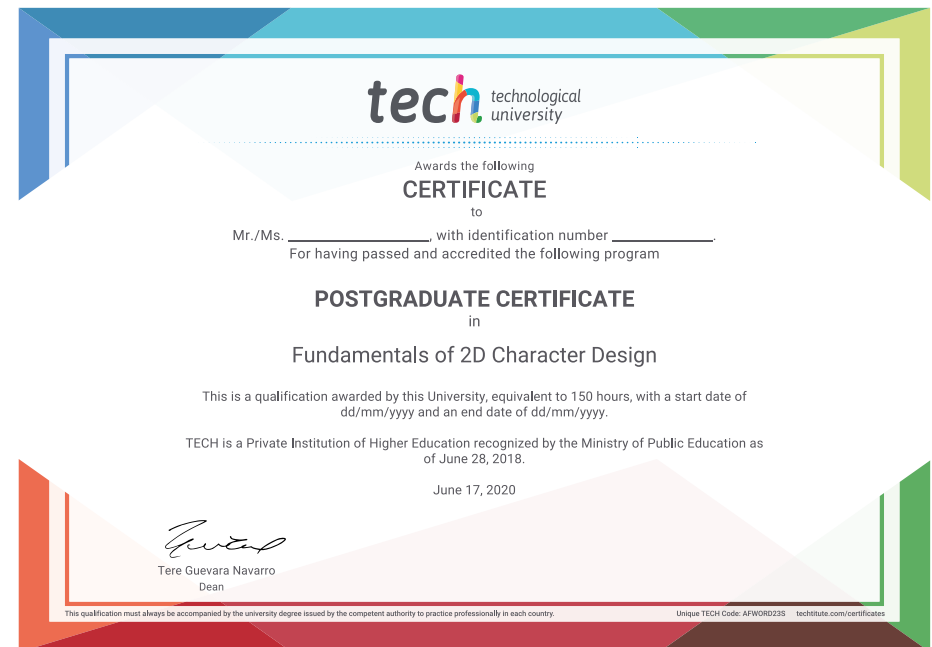 tech technological
university
Awards the following
CERTIFICATE
to
Mr./Ms. ____________, with identification number ____________.
For having passed and accredited the following program
POSTGRADUATE CERTIFICATE
in
Fundamentals of 2D Character Design
This is a qualification awarded by this University, equivalent to 150 hours, with a start date of
dd/mm/yyyy and an end date of dd/mm/yyyy.
TECH is a Private Institution of Higher Education recognized by the Ministry of Public Education as
of June 28, 2018.
June 17, 2020
Tere Guevara Navarro
Dean
This qualification must always be accompanied by the university degree issued by the competent authority to practice professionally in each country. Unique TECH Code: AFWORD23S techtitute.com/certificates